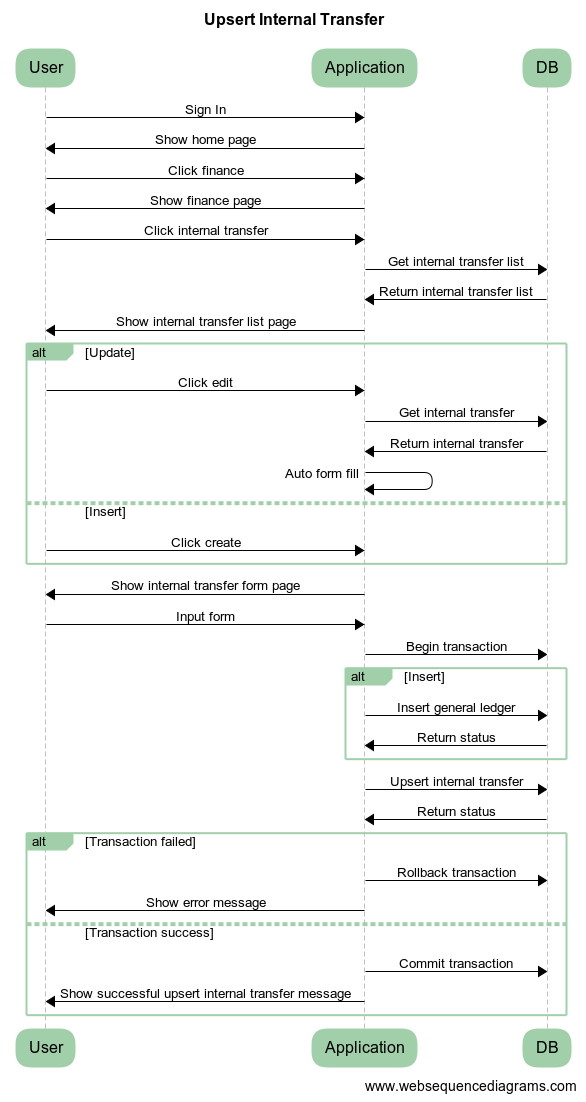 Upsert Internal Transfer
User
Application
DB
Sign In
Show home page
Click finance
Show finance page
Click internal transfer
Get internal transfer list
Return internal transfer list
Show internal transfer list page
alt
[Update]
Click edit
Get internal transfer
Return internal transfer
Auto form fill
[Insert]
Click create
Show internal transfer form page
Input form
Begin transaction
alt
[Insert]
Insert general ledger
Return status
Upsert internal transfer
Return status
alt
[Transaction failed]
Rollback transaction
Show error message
[Transaction success]
Commit transaction
Show successful upsert internal transfer message
User
Application
DB
www.websequencediagrams.com